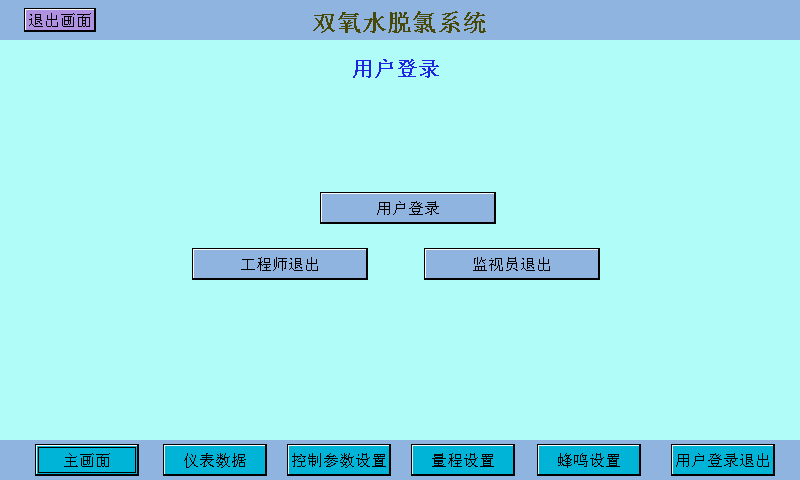 退出画面
双氧水脱氯系统
用户登录
用户登录
工程师退出
监视员退出
主画面
仪表数据
控制参数设置
量程设置
蜂鸣设置
用户登录退出